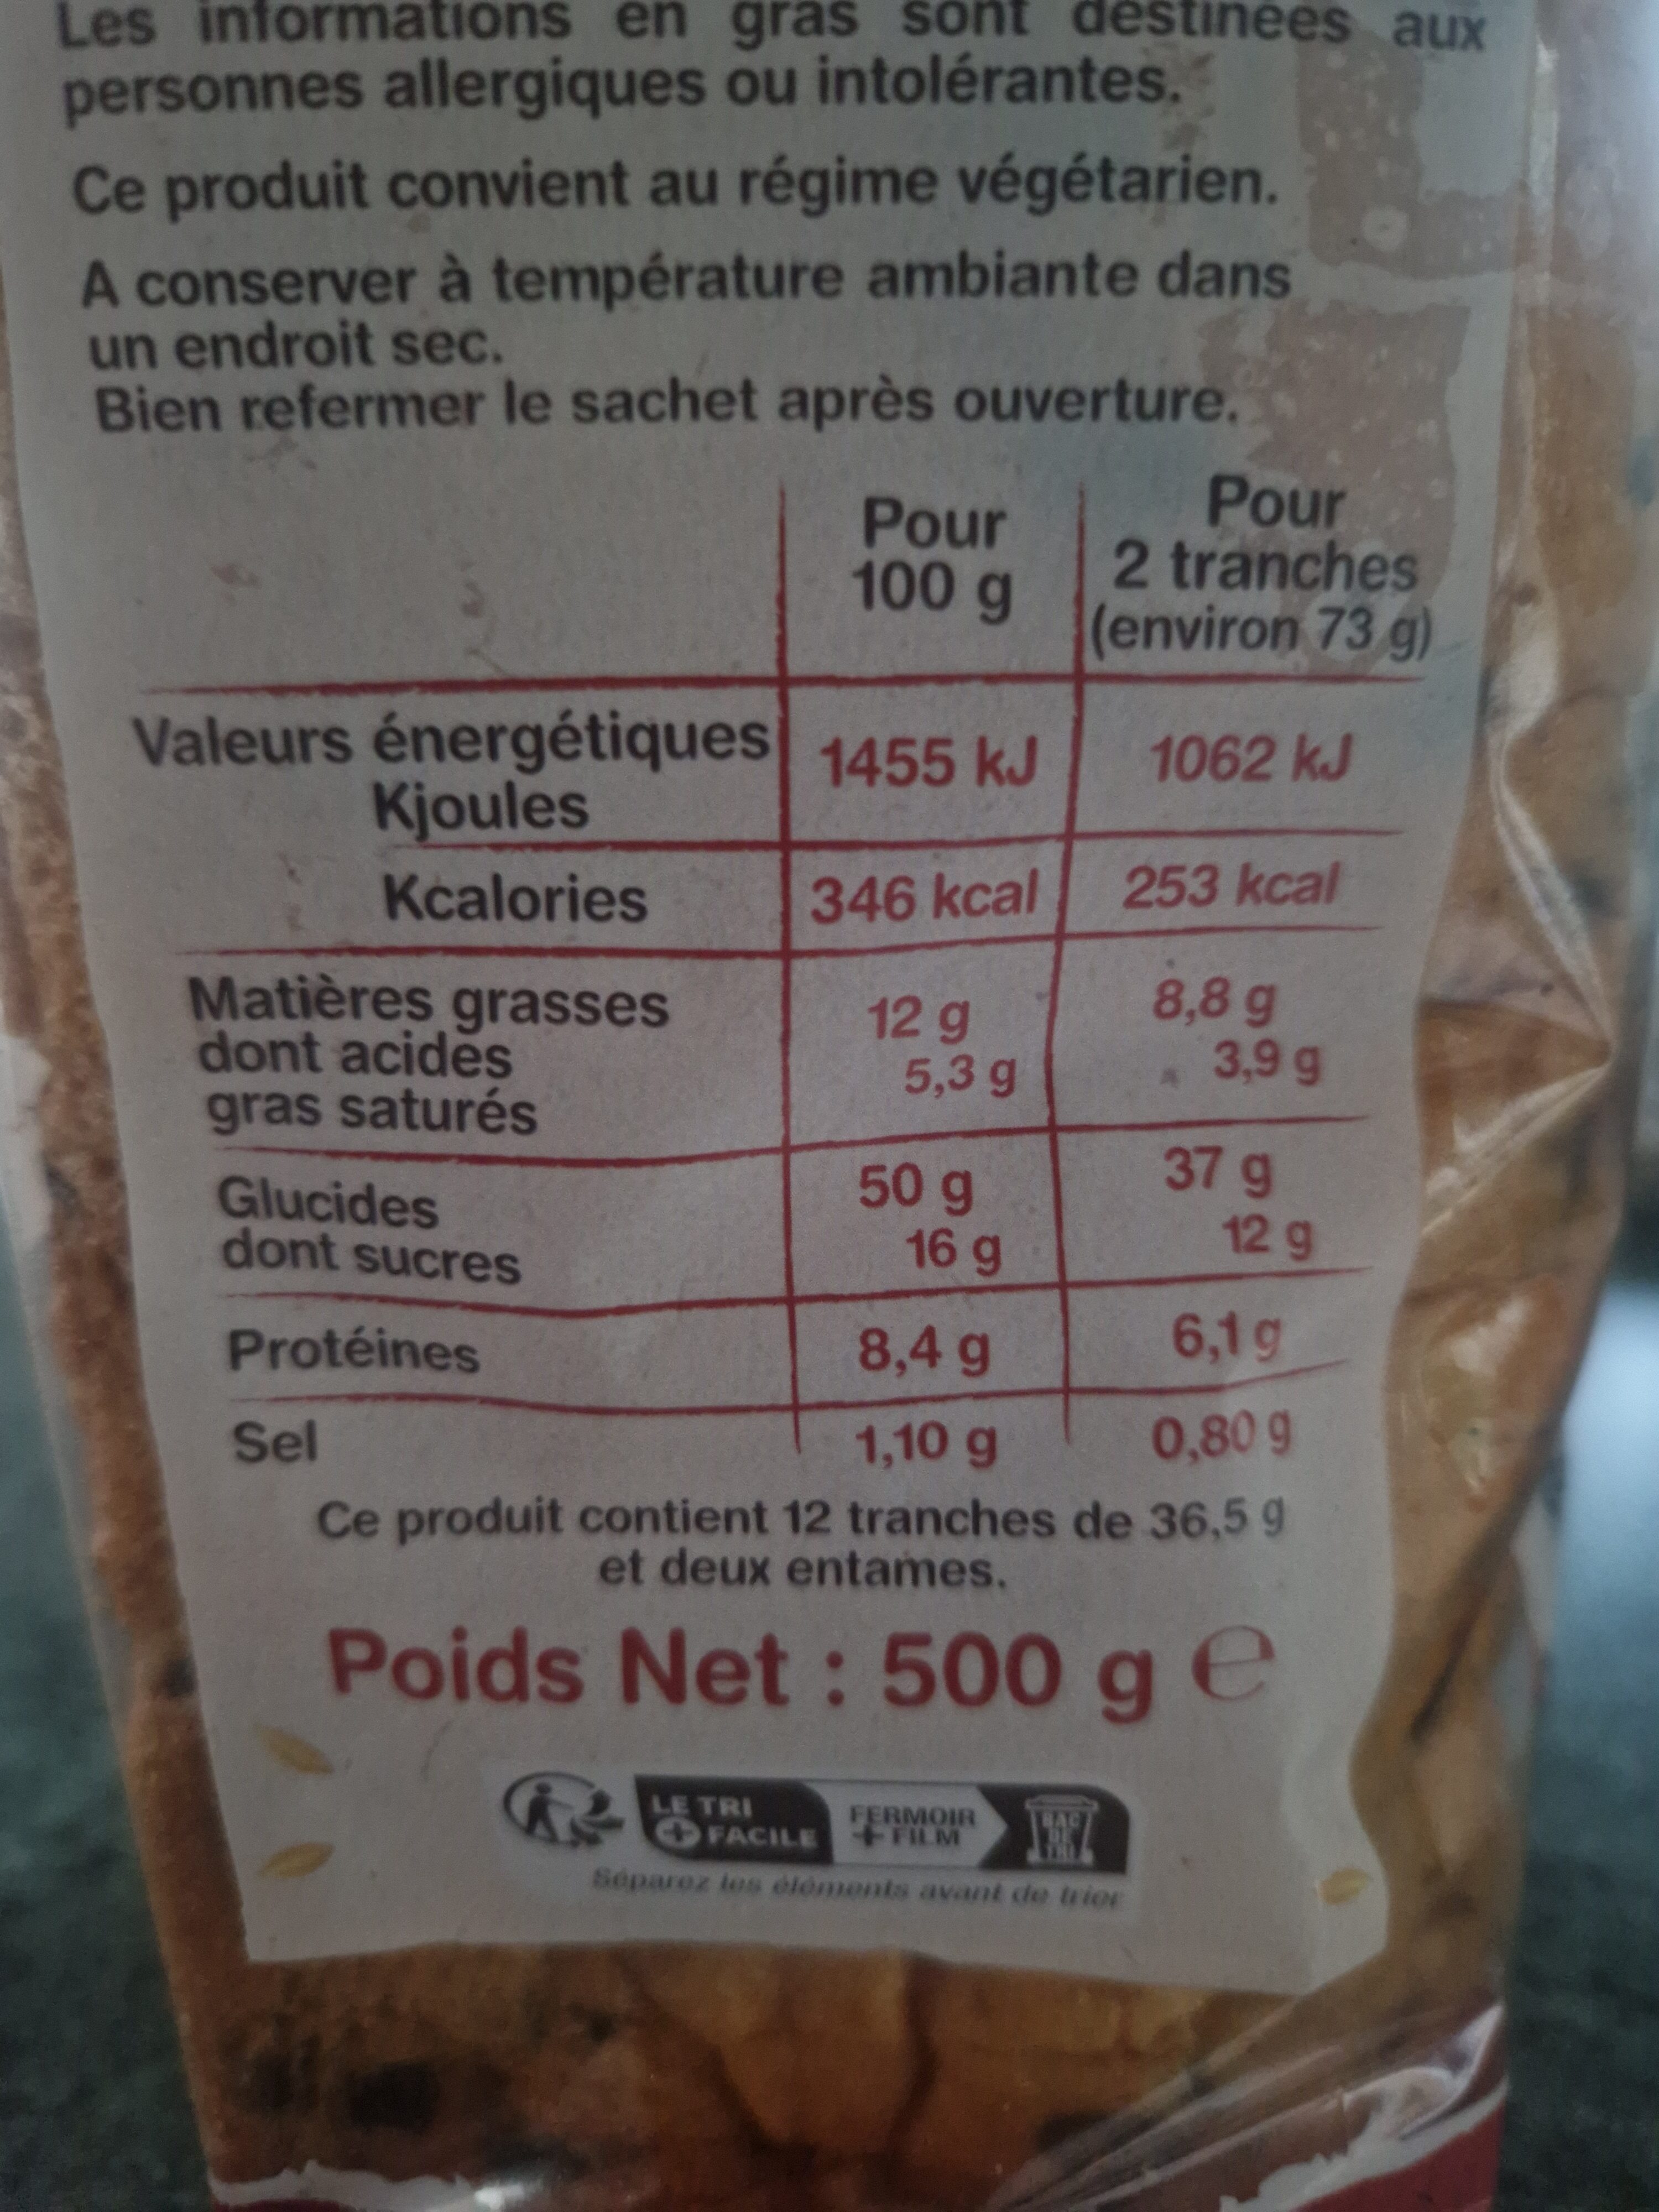 Les informations en gras sont destinées aux
personnes allergiques ou intolérantes.
Ce produit convient au régime végétarien.
A conserver à température ambiante dans
un endroit sec.
Bien refermer le sachet après ouverture.
Pour
100 g
Pour
2 tranches
(environ 73 g)
Valeurs énergétiques
Kjoules
1455 kJ
1062 kJ
Kcalories
346 kcal
253 kcal
Matières grasses
dont acides
gras saturés
12 g
5,3 g
8,8 g
3,9 g
Glucides
dont sucres
50 g
16 g
37 g
12 g
Protéines
8,4 g
6,1 g
Sel
1,10 g
0,80 g
Ce produit contient 12 tranches de 36,5 g
et deux entames.
Poids Net : 500 g e
LE TRI
+ FACILE
FERMOIR
+ FILM
BAC
DE
TRI
Séparez les éléments avant de trier